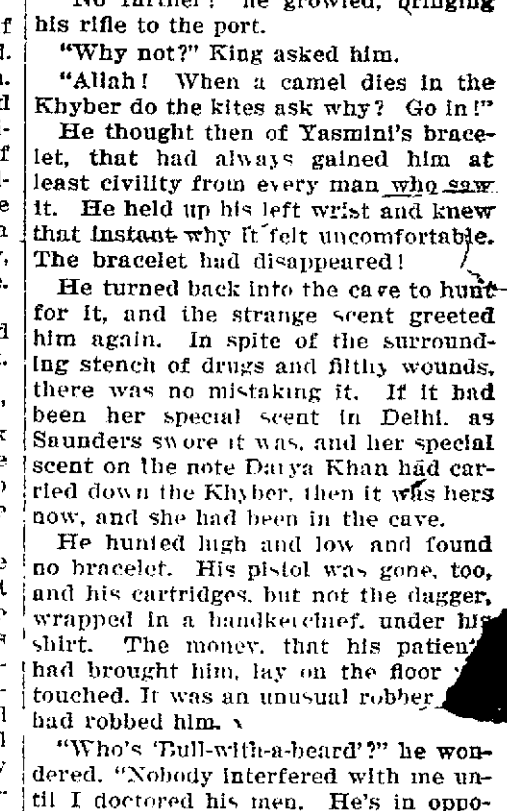 "No farther!" he growled, bringing
his rifle to the port.
"Why not?" King asked him.
"Allah! When a camel dies in the
Khyber do the kites ask why? Go in!"
He thought then of Yasmini's brace-
let, that had always gained him at
least civility from every man who saw
it. He held up his left wrist and knew
that instant why it felt uncomfortable.
The bracelet had disappeared!
He turned back into the cave to hunt
for it, and the strange scent greeted
him again. In spite of the surround-
ing stench of drugs and filthy wounds,
there was no mistaking it. If it had
been her special scent in Delhi, as
Saunders swore it was, and her special
scent on the note Darya Khan had car-
ried down the Khyber, then it was hers
now, and she had been in the cave.
He hunted high and low and found
no bracelet. His pistol was gone, too,
and his cartridges, but not the dagger,
wrapped in a handkerchief, under his
shirt. The money, that his patient
had brought him, lay on the floor
touched. It was an unusual robber
had robbed him.
"Who's 'Bull-with-a-beard'?" he won-
dered. "Nobody interfered with me un-
til I doctored his men. He's in oppo-